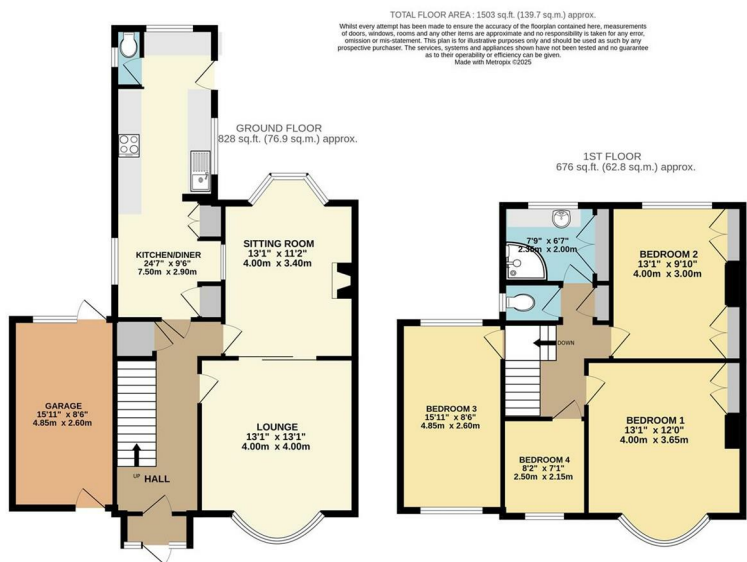 TOTAL FLOOR AREA : 1503 sq.ft. (139.7 sq.m.) approx.
Whilst every attempt has been made to ensure the accuracy of the floorplan contained here, measurements
of doors, windows, rooms and any other items are approximate and no responsibility is taken for any error,
omission or mis-statement. This plan is for illustrative purposes only and should be used as such by any
prospective purchaser. The services, systems and appliances shown have not been tested and no guarantee
as to their operability or efficiency can be given.
Made with Metropix ©2025
GROUND FLOOR
828 sq.ft. (76.9 sq.m.) approx.
KITCHEN/DINER
24'7" x 9'6"
7.50m x 2.90m
SITTING ROOM
13'1" x 11'2"
4.00m x 3.40m
GARAGE
15'11" x 8'6"
4.85m x 2.60m
LOUNGE
13'1" x 13'1"
4.00m x 4.00m
UP
HALL
1ST FLOOR
676 sq.ft. (62.8 sq.m.) approx.
7'9" x 6'7"
2.35m x 2.00m
BEDROOM 2
13'1" x 9'10"
4.00m x 3.00m
DOWN
BEDROOM 3
15'11" x 8'6"
4.85m x 2.60m
BEDROOM 1
13'1" x 12'0"
4.00m x 3.65m
BEDROOM 4
8'2" x 7'1"
2.50m x 2.15m